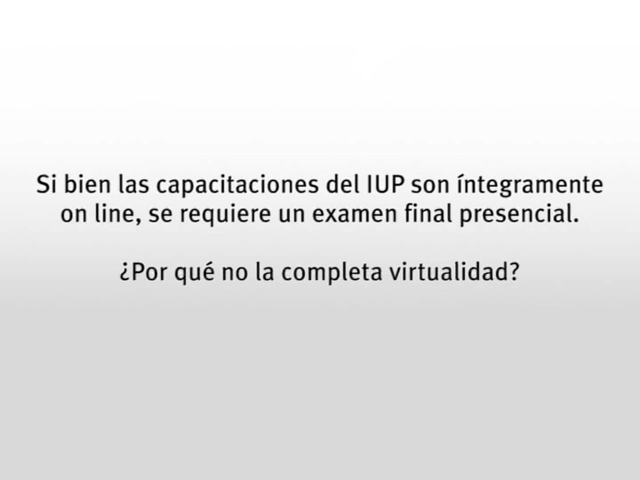 Si bien las capacitaciones del IUP son íntegramente
on line, se requiere un examen final presencial.
¿Por qué no la completa virtualidad?